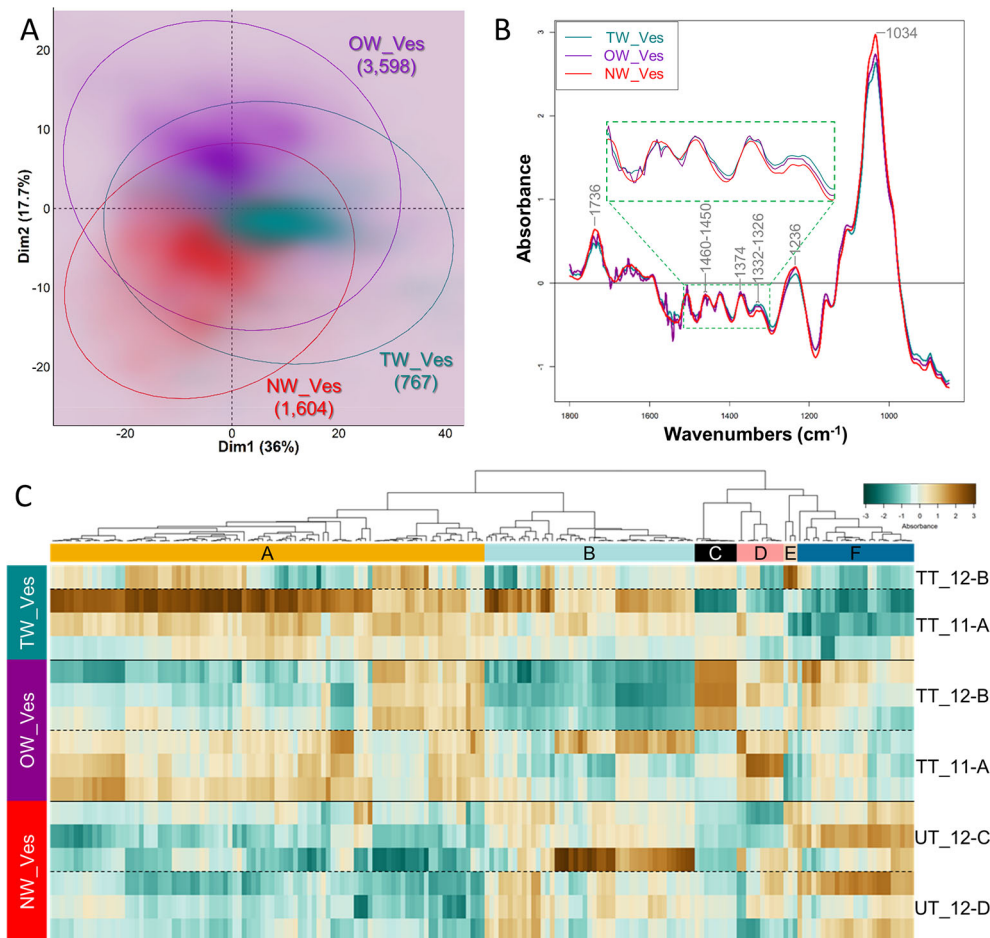 A
OW_Ves
(3,598)
TW_Ves
(767)
NW_Ves
(1,604)
20
10
0
-10
-20
Dim2 (17.7%)
-20
0
20
40
Dim1 (36%)
B
TW_Ves
OW_Ves
NW_Ves
1034
1736
1460-1450
1374
1332-1326
1236
3
2
1
0
-1
Absorbance
1800
1600
1400
1200
1000
Wavenumbers (cm-1)
C
-3 -2 -1 0 1 2 3
Absorbance
A B C D E F
TW_Ves
OW_Ves
NW_Ves
TT_12-B
TT_11-A
TT_12-B
TT_11-A
UT_12-C
UT_12-D